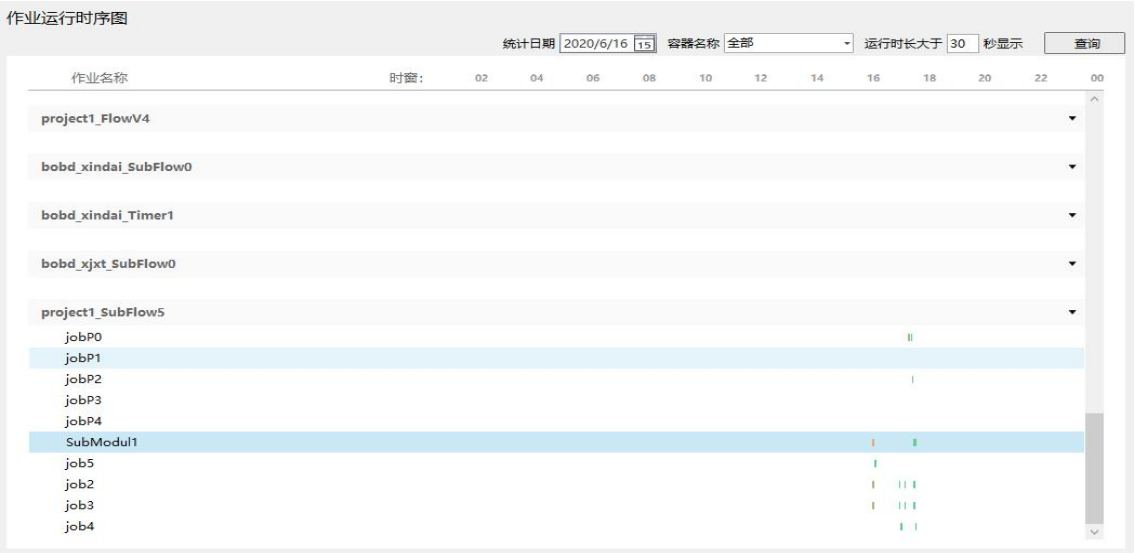 作业运行时序图
统计日期 2020/6/16 15 容器名称 全部 运行时长大于 30 秒显示 查询
作业名称 时窗: 02 04 06 08 10 12 14 16 18 20 22 00
project1_FlowV4
bobd_xindai_SubFlow0
bobd_xindai_Timer1
bobd_xjxt_SubFlow0
project1_SubFlow5
jobP0
jobP1
jobP2
jobP3
jobP4
SubModul1
job5
job2
job3
job4